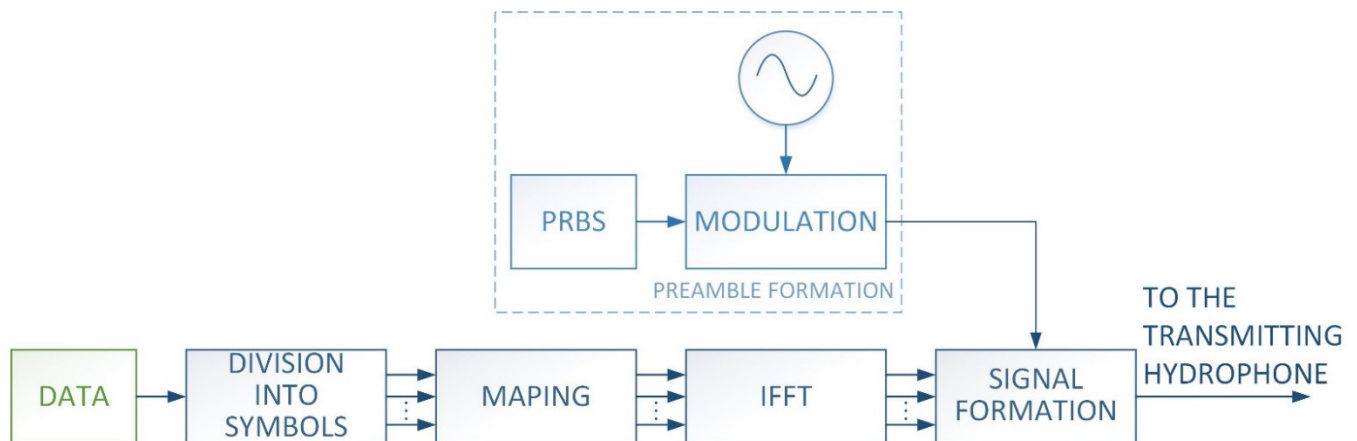 PRBS
MODULATION
PREAMBLE FORMATION
TO THE
TRANSMITTING
HYDROPHONE
DATA
DIVISION
INTO
SYMBOLS
MAPING
IFFT
SIGNAL
FORMATION